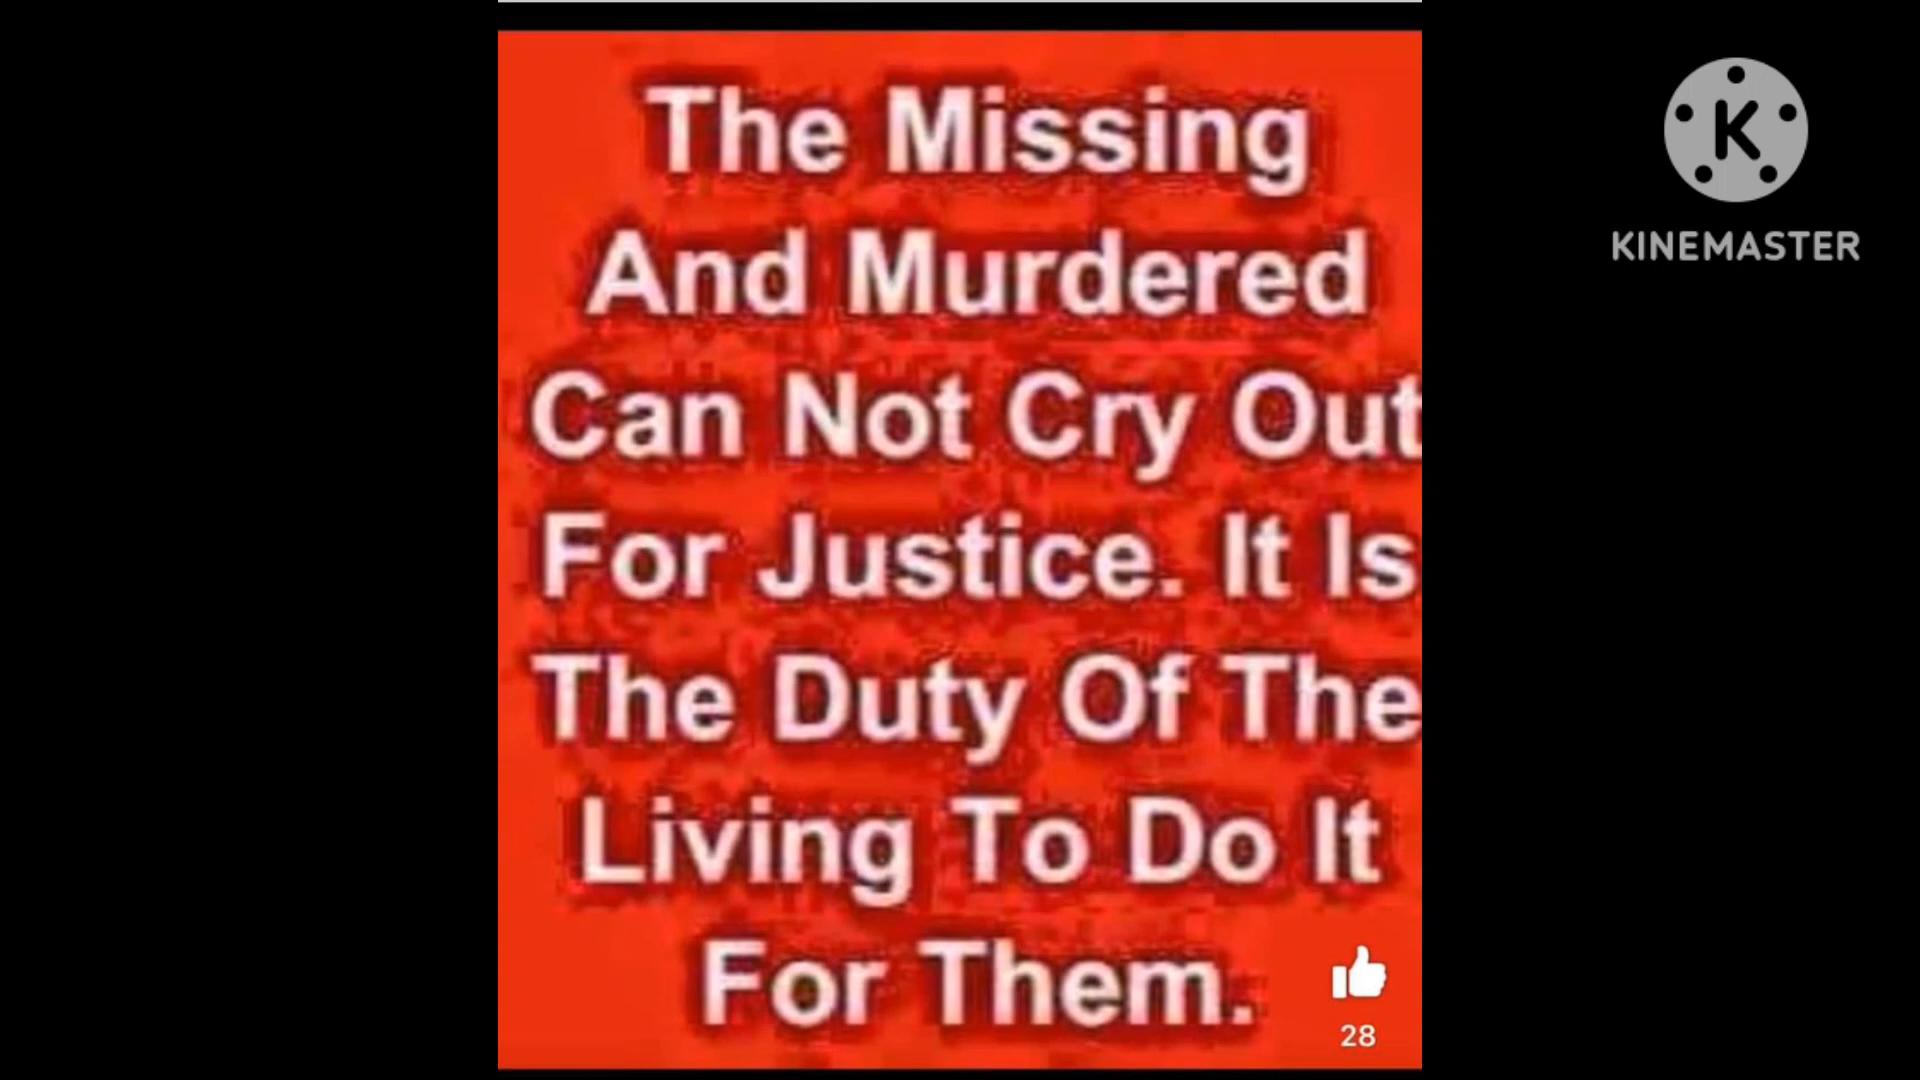 The Missing
And Murdered
Can Not Cry Out
For Justice. It Is
The Duty Of The
Living To Do It
For Them.
28
K
KINEMASTER